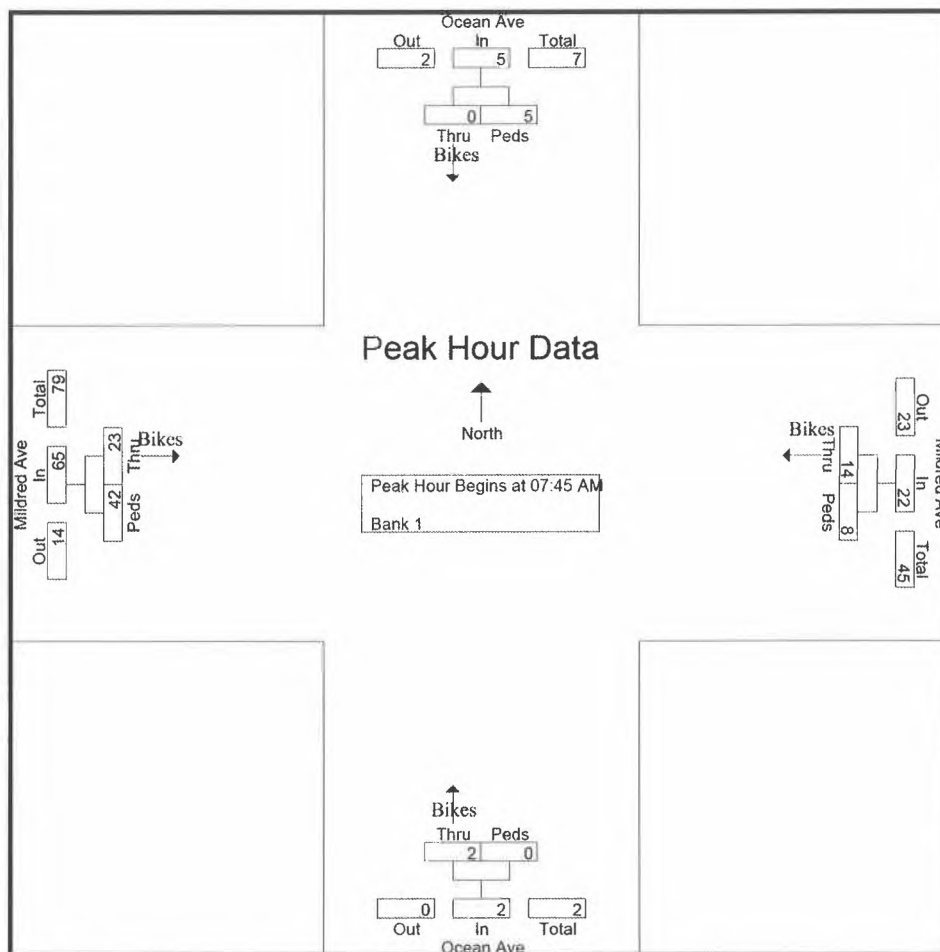 Ocean Ave
Out In Total
2 5 7
0 5
Thru Peds
Bikes
Peak Hour Data
North
Peak Hour Begins at 07:45 AM
Bank 1
Mildred Ave
Total In Out
79 65 14
23 42
Thru Peds
Bikes
Mildred Ave
Out In Total
23 22 45
14 8
Thru Peds
Bikes
Bikes
Thru Peds
2 0
0 2 2
Out In Total
Ocean Ave